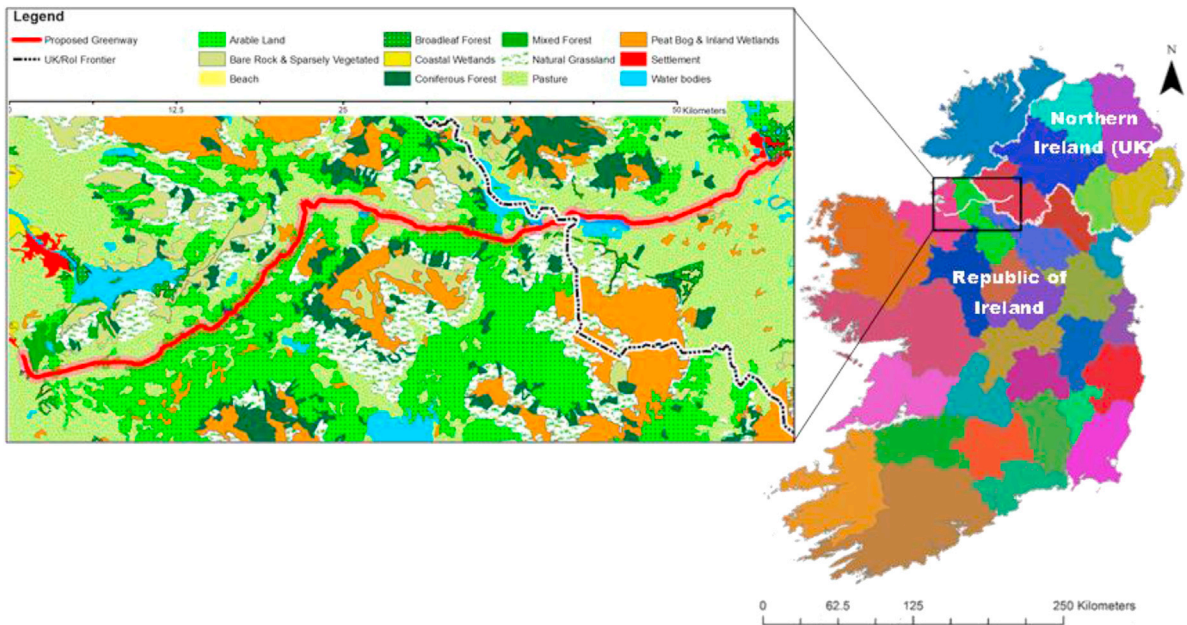 Legend
Proposed Greenway
UK/RoI Frontier
Arable Land
Bare Rock & Sparsely Vegetated
Beach
Broadleaf Forest
Coastal Wetlands
Coniferous Forest
Mixed Forest
Natural Grassland
Pasture
Peat Bog & Inland Wetlands
Settlement
Water bodies
0 12.5 25 50 Kilometers
N
Northern
Ireland (UK)
Republic of
Ireland
0 62.5 125 250 Kilometers